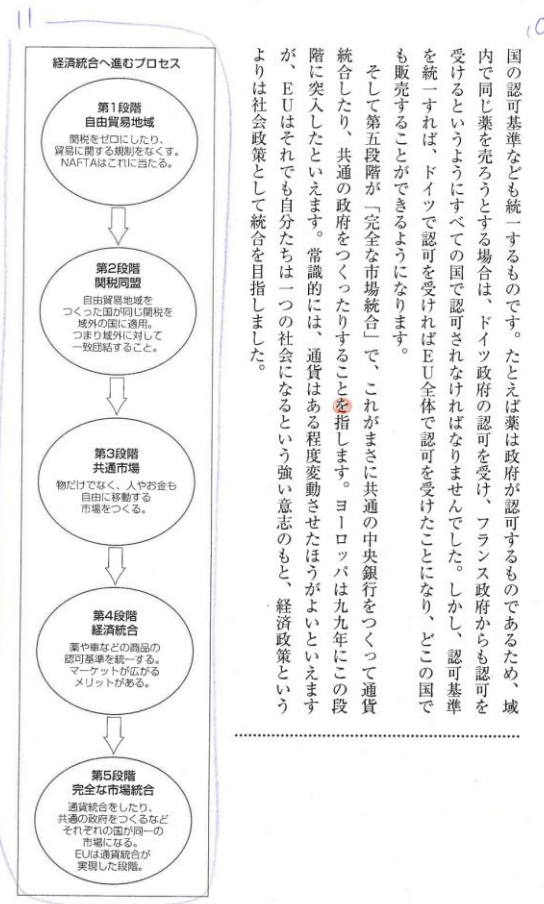 国の認可基準なども統一するものです。たとえば薬は政府が認可するものであるため、域
内で同じ薬を売ろうとする場合は、ドイツ政府の認可を受け、フランス政府からも認可を
受けるというようにすべての国で認可されなければなりませんでした。しかし、認可基準
を統一すれば、ドイツで認可を受ければEU全体で認可を受けたことになり、どこの国で
も販売することができるようになります。
そして第五段階が「完全な市場統合」で、これがまさに共通の中央銀行をつくって通貨
統合したり、共通の政府をつくったりすることを指します。ヨーロッパは九九年にこの段
階に突入したといえます。常識的には、通貨はある程度変動させたほうがよいといえます
が、EUはそれでも自分たちは一つの社会になるという強い意志のもと、経済政策という
よりは社会政策として統合を目指しました。
11
経済統合へ進むプロセス
第1段階
自由貿易地域
関税をゼロにしたり、
貿易に関する規制をなくす。
NAFTAはこれに当たる。
第2段階
関税同盟
自由貿易地域を
つくった国が同じ関税を
域外の国に適用。
つまり域外に対して
一致団結すること。
第3段階
共通市場
物だけでなく、人やお金も
自由に移動する
市場をつくる。
第4段階
経済統合
薬や車などの商品の
認可基準を統一する。
マーケットが広がる
メリットがある。
第5段階
完全な市場統合
通貨統合をしたり、
共通の政府をつくるなど
それぞれの国が同一の
市場になる。
EUは通貨統合が
実現した段階。